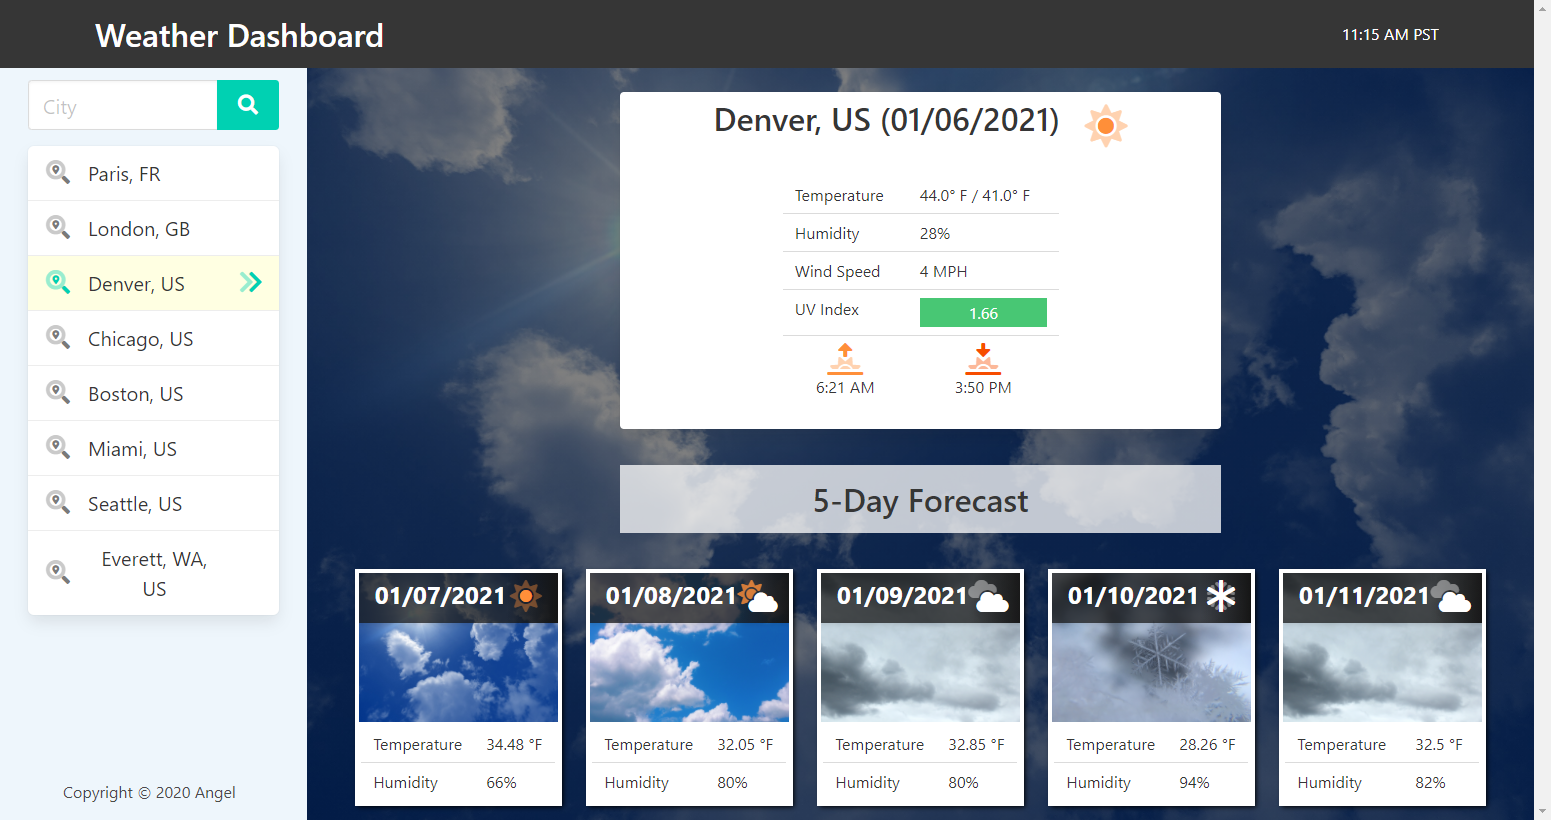 Weather Dashboard
11:15 AM PST
City
Paris, FR
London, GB
Denver, US
Chicago, US
Boston, US
Miami, US
Seattle, US
Everett, WA,
US
Copyright © 2020 Angel
Denver, US (01/06/2021)
Temperature 44.0° F / 41.0° F
Humidity 28%
Wind Speed 4 MPH
UV Index 1.66
6:21 AM 3:50 PM
5-Day Forecast
01/07/2021
Temperature 34.48 °F
Humidity 66%
01/08/2021
Temperature 32.05 °F
Humidity 80%
01/09/2021
Temperature 32.85 °F
Humidity 80%
01/10/2021
Temperature 28.26 °F
Humidity 94%
01/11/2021
Temperature 32.5 °F
Humidity 82%